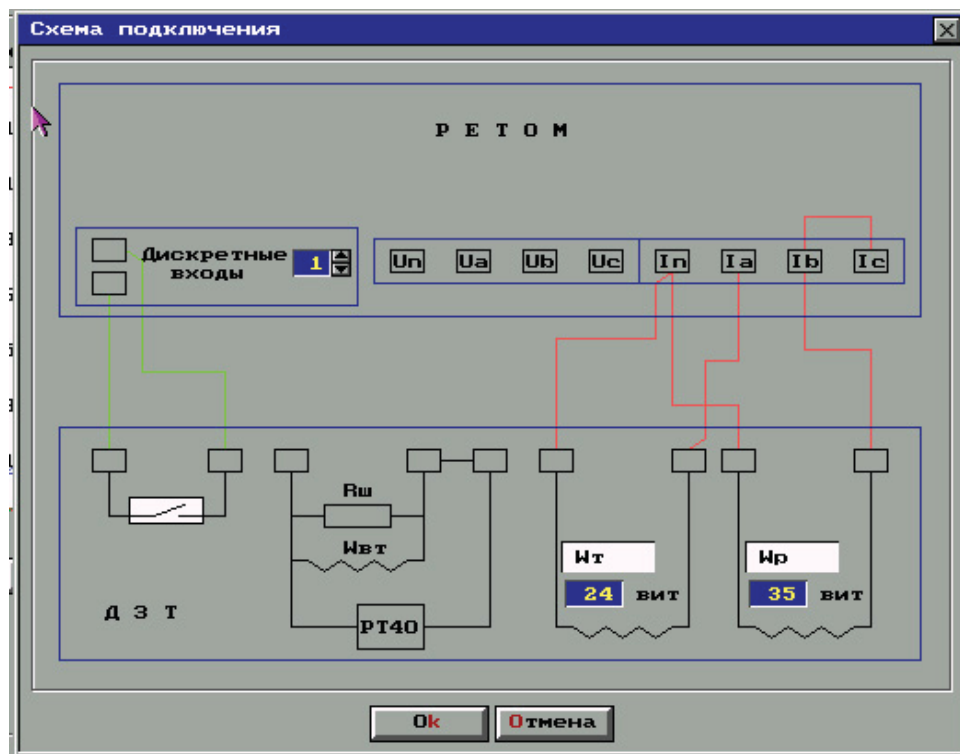 Схема подключения
Р Е Т О М
Дискретные
входы
1
Un Ua Ub Uc In Ia Ib Ic
Rш
Wвт
Wт
Wр
24 вит
35 вит
Д З Т
РТ40
Ok
Отмена